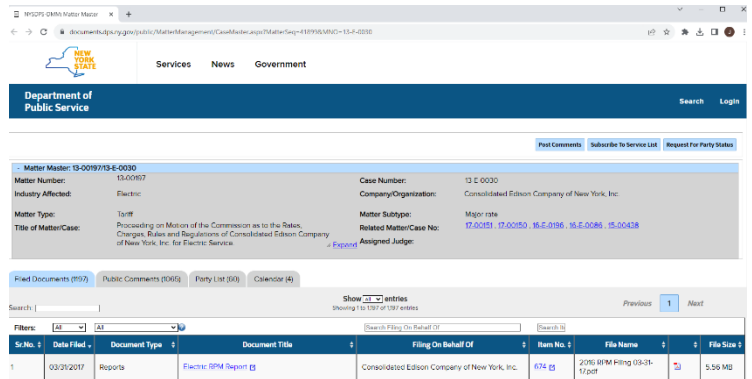 NYSDPS-DMM: Matter Master
documents.dps.ny.gov/public/MatterManagement/CaseMaster.aspx?MatterSeq=41899&MNO=13-E-0030
NEW YORK STATE
Services News Government
Department of Public Service
Search Login
Post Comments Subscribe To Service List Request For Party Status
- Matter Master: 13-00197/13-E-0030
Matter Number: 13-00197 Case Number: 13-E-0030
Industry Affected: Electric Company/Organization: Consolidated Edison Company of New York, Inc.
Matter Type: Tariff Matter Subtype: Major rate
Title of Matter/Case: Proceeding on Motion of the Commission as to the Rates, Related Matter/Case No: 17-00151 , 17-00150 , 16-E-0196 , 16-E-0086 , 15-00438
Charges, Rules and Regulations of Consolidated Edison Company
of New York, Inc. for Electric Service. < Expand Assigned Judge:
Filed Documents (1197) Public Comments (1065) Party List (60) Calendar (4)
Search: Show All entries Previous 1 Next
Showing 1 to 1,197 of 1,197 entries
Filters: All All Search Filing On Behalf Of Search It
Sr.No. Date Filed Document Type Document Title Filing On Behalf Of Item No. File Name File Size
1 03/31/2017 Reports Electric RPM Report Consolidated Edison Company of New York, Inc. 674 2016 RPM Filing 03-31-17.pdf 5.56 MB